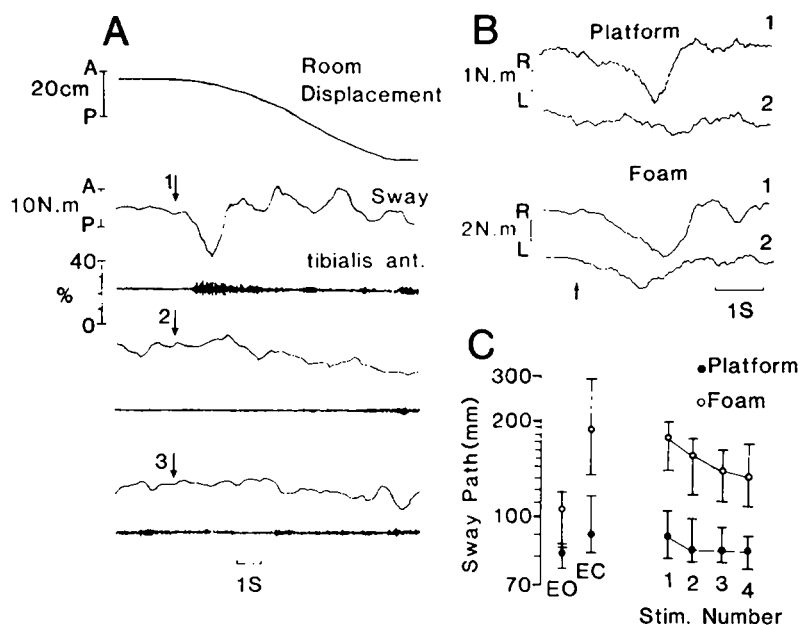 A
A
20cm
P
Room
Displacement
1
A
10N.m
P
Sway
40
%
0
tibialis ant.
2
3
1S
B
Platform
1
R
1N.m
L
2
Foam
1
R
2N.m
L
2
1S
C
Platform
Foam
Sway Path(mm)
300
200
100
70
EO
EC
1 2 3 4
Stim. Number